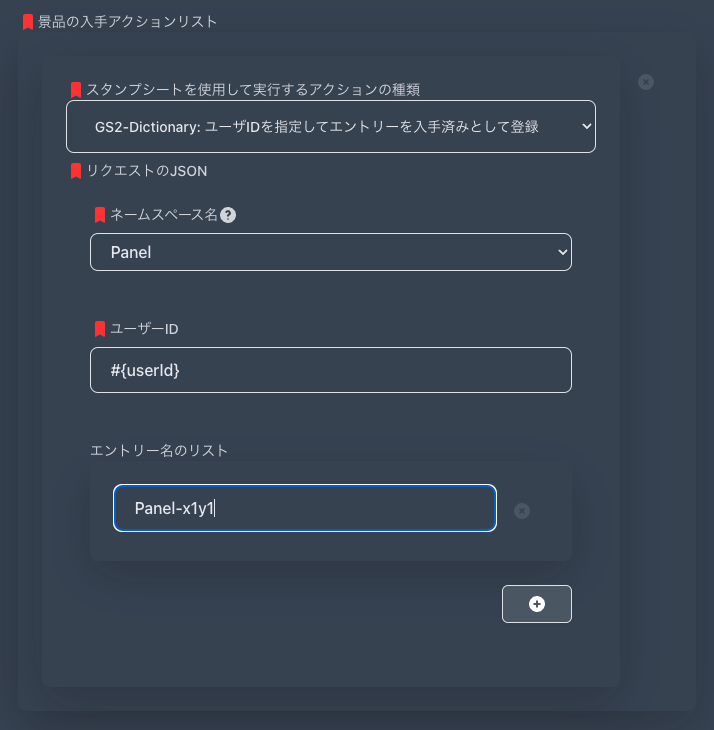 景品の入手アクションリスト
スタンプシートを使用して実行するアクションの種類
GS2-Dictionary: ユーザIDを指定してエントリーを入手済みとして登録
リクエストのJSON
ネームスペース名?
Panel
ユーザーID
#{userId}
エントリー名のリスト
Panel-x1y1